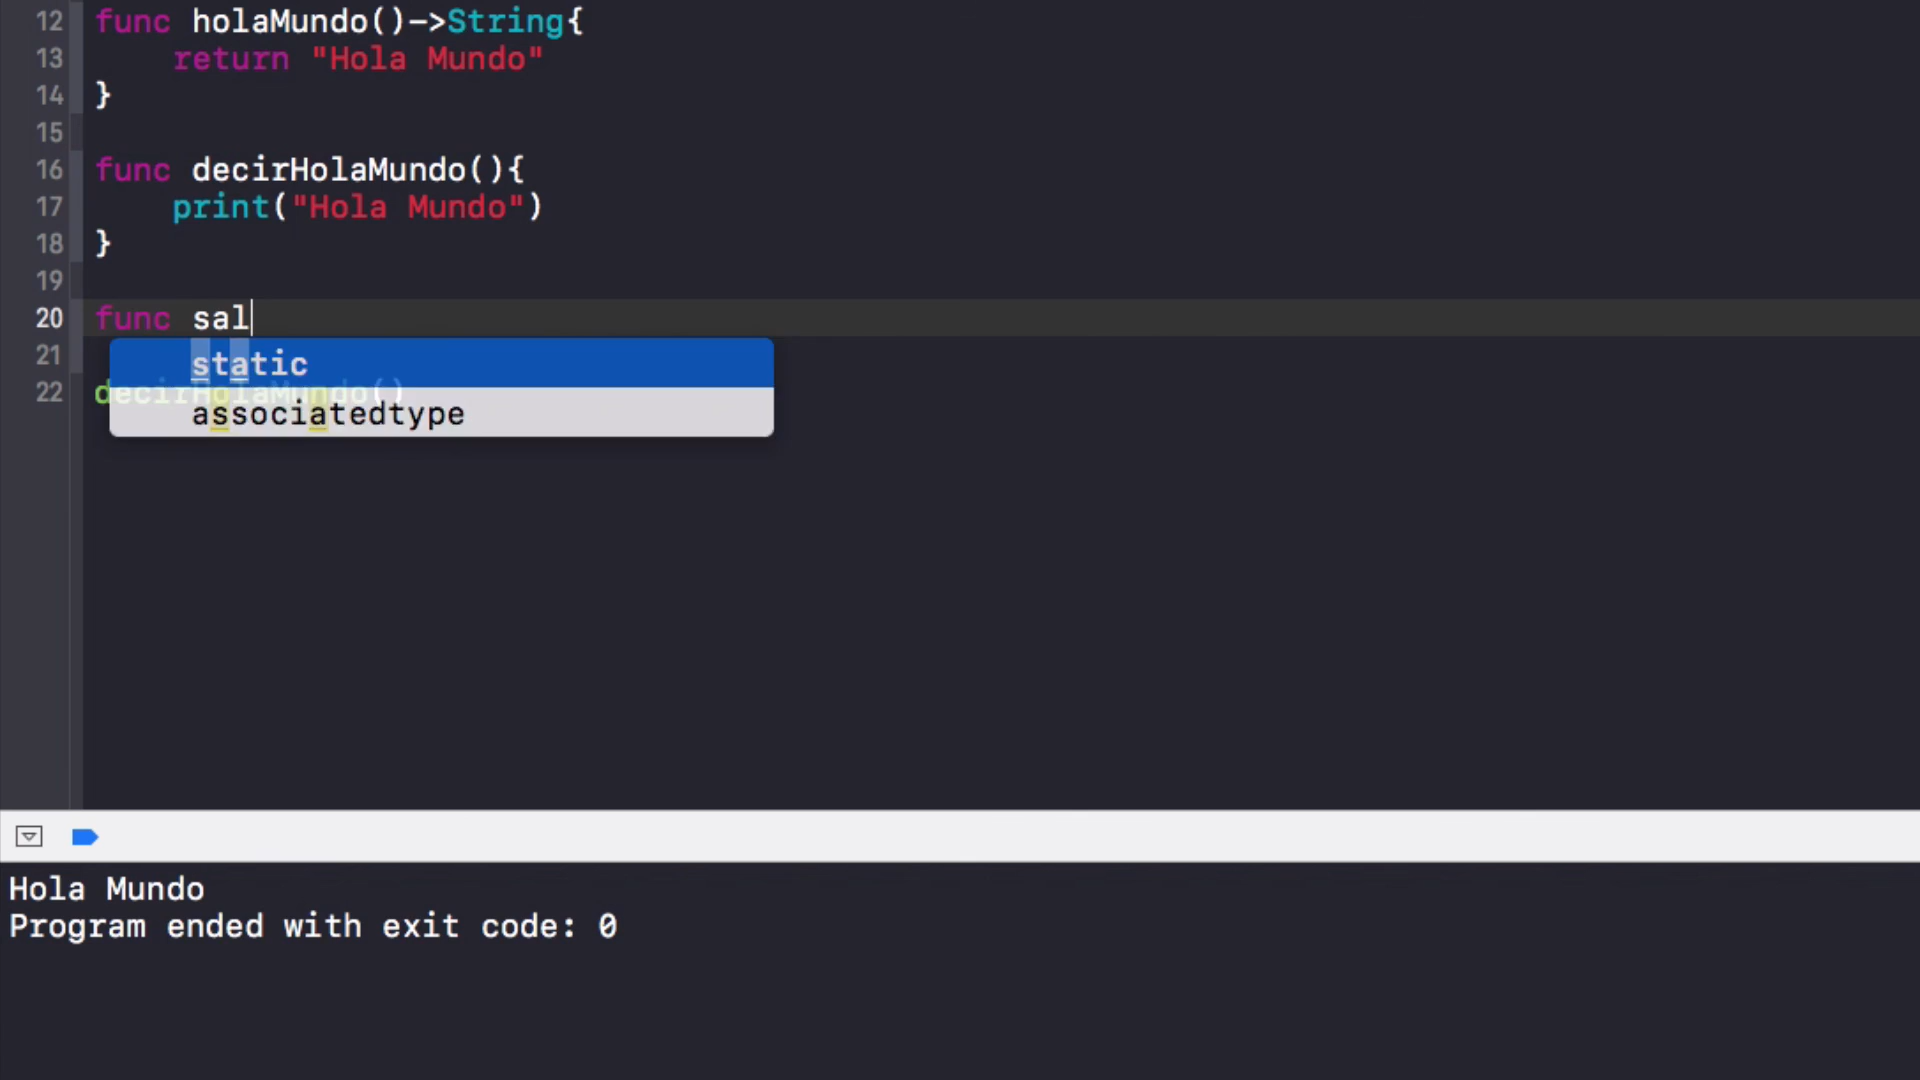 12 func holaMundo()->String{
13 return "Hola Mundo"
14 }
15
16 func decirHolaMundo(){
17 print("Hola Mundo")
18 }
19
20 func sal
21 static
22 decirHolaMundo()
associatedtype
Hola Mundo
Program ended with exit code: 0